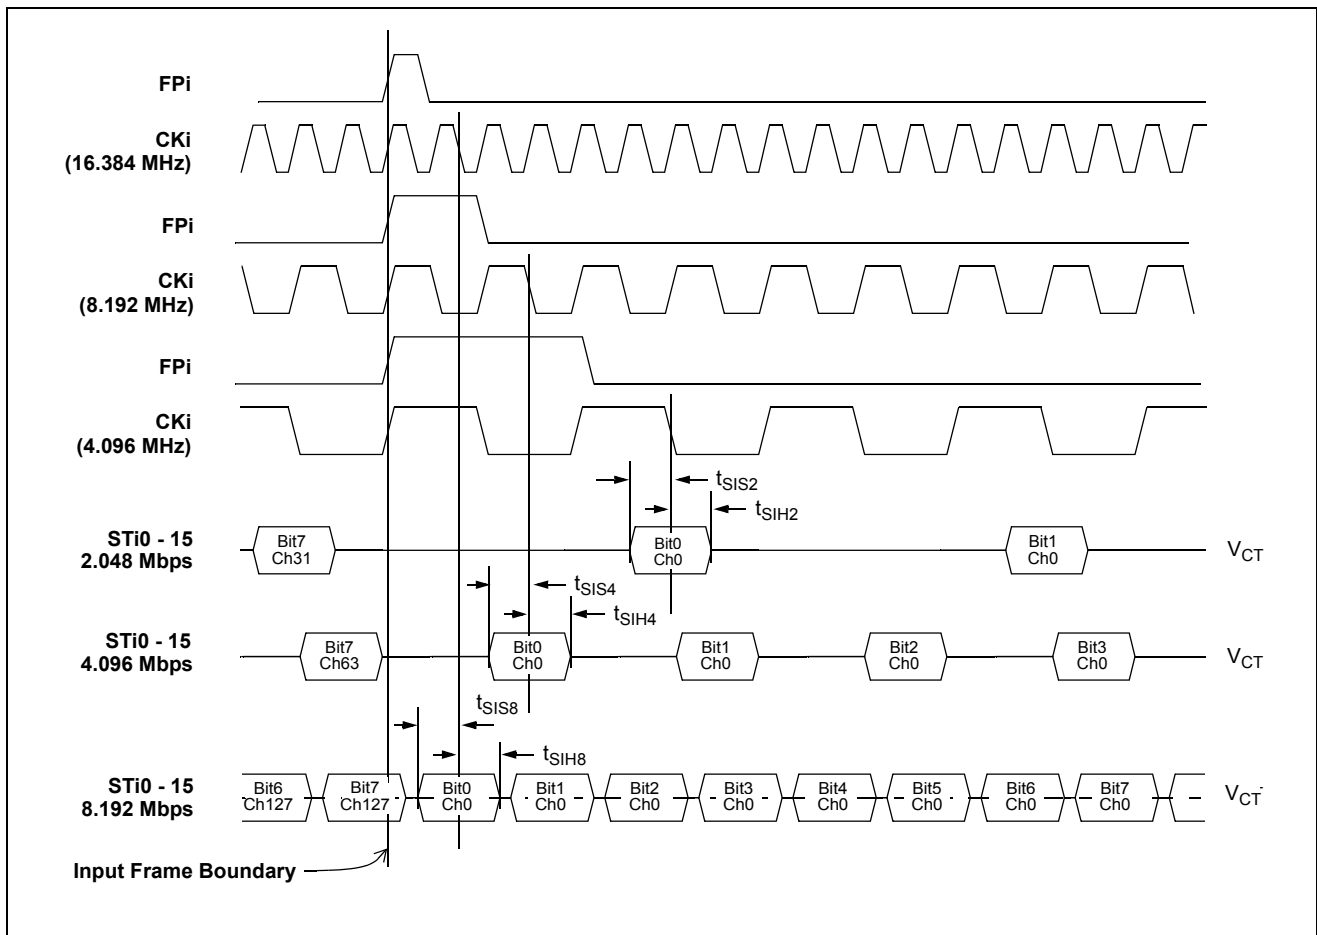 FPi
CKi
(16.384 MHz)
FPi
CKi
(8.192 MHz)
FPi
CKi
(4.096 MHz)
tSIS2
tSIH2
STi0 - 15
2.048 Mbps
Bit7
Ch31
Bit0
Ch0
Bit1
Ch0
VCT
tSIS4
tSIH4
STi0 - 15
4.096 Mbps
Bit7
Ch63
Bit0
Ch0
Bit1
Ch0
Bit2
Ch0
Bit3
Ch0
VCT
tSIS8
tSIH8
STi0 - 15
8.192 Mbps
Bit6
Ch127
Bit7
Ch127
Bit0
Ch0
Bit1
Ch0
Bit2
Ch0
Bit3
Ch0
Bit4
Ch0
Bit5
Ch0
Bit6
Ch0
Bit7
Ch0
VCT
Input Frame Boundary